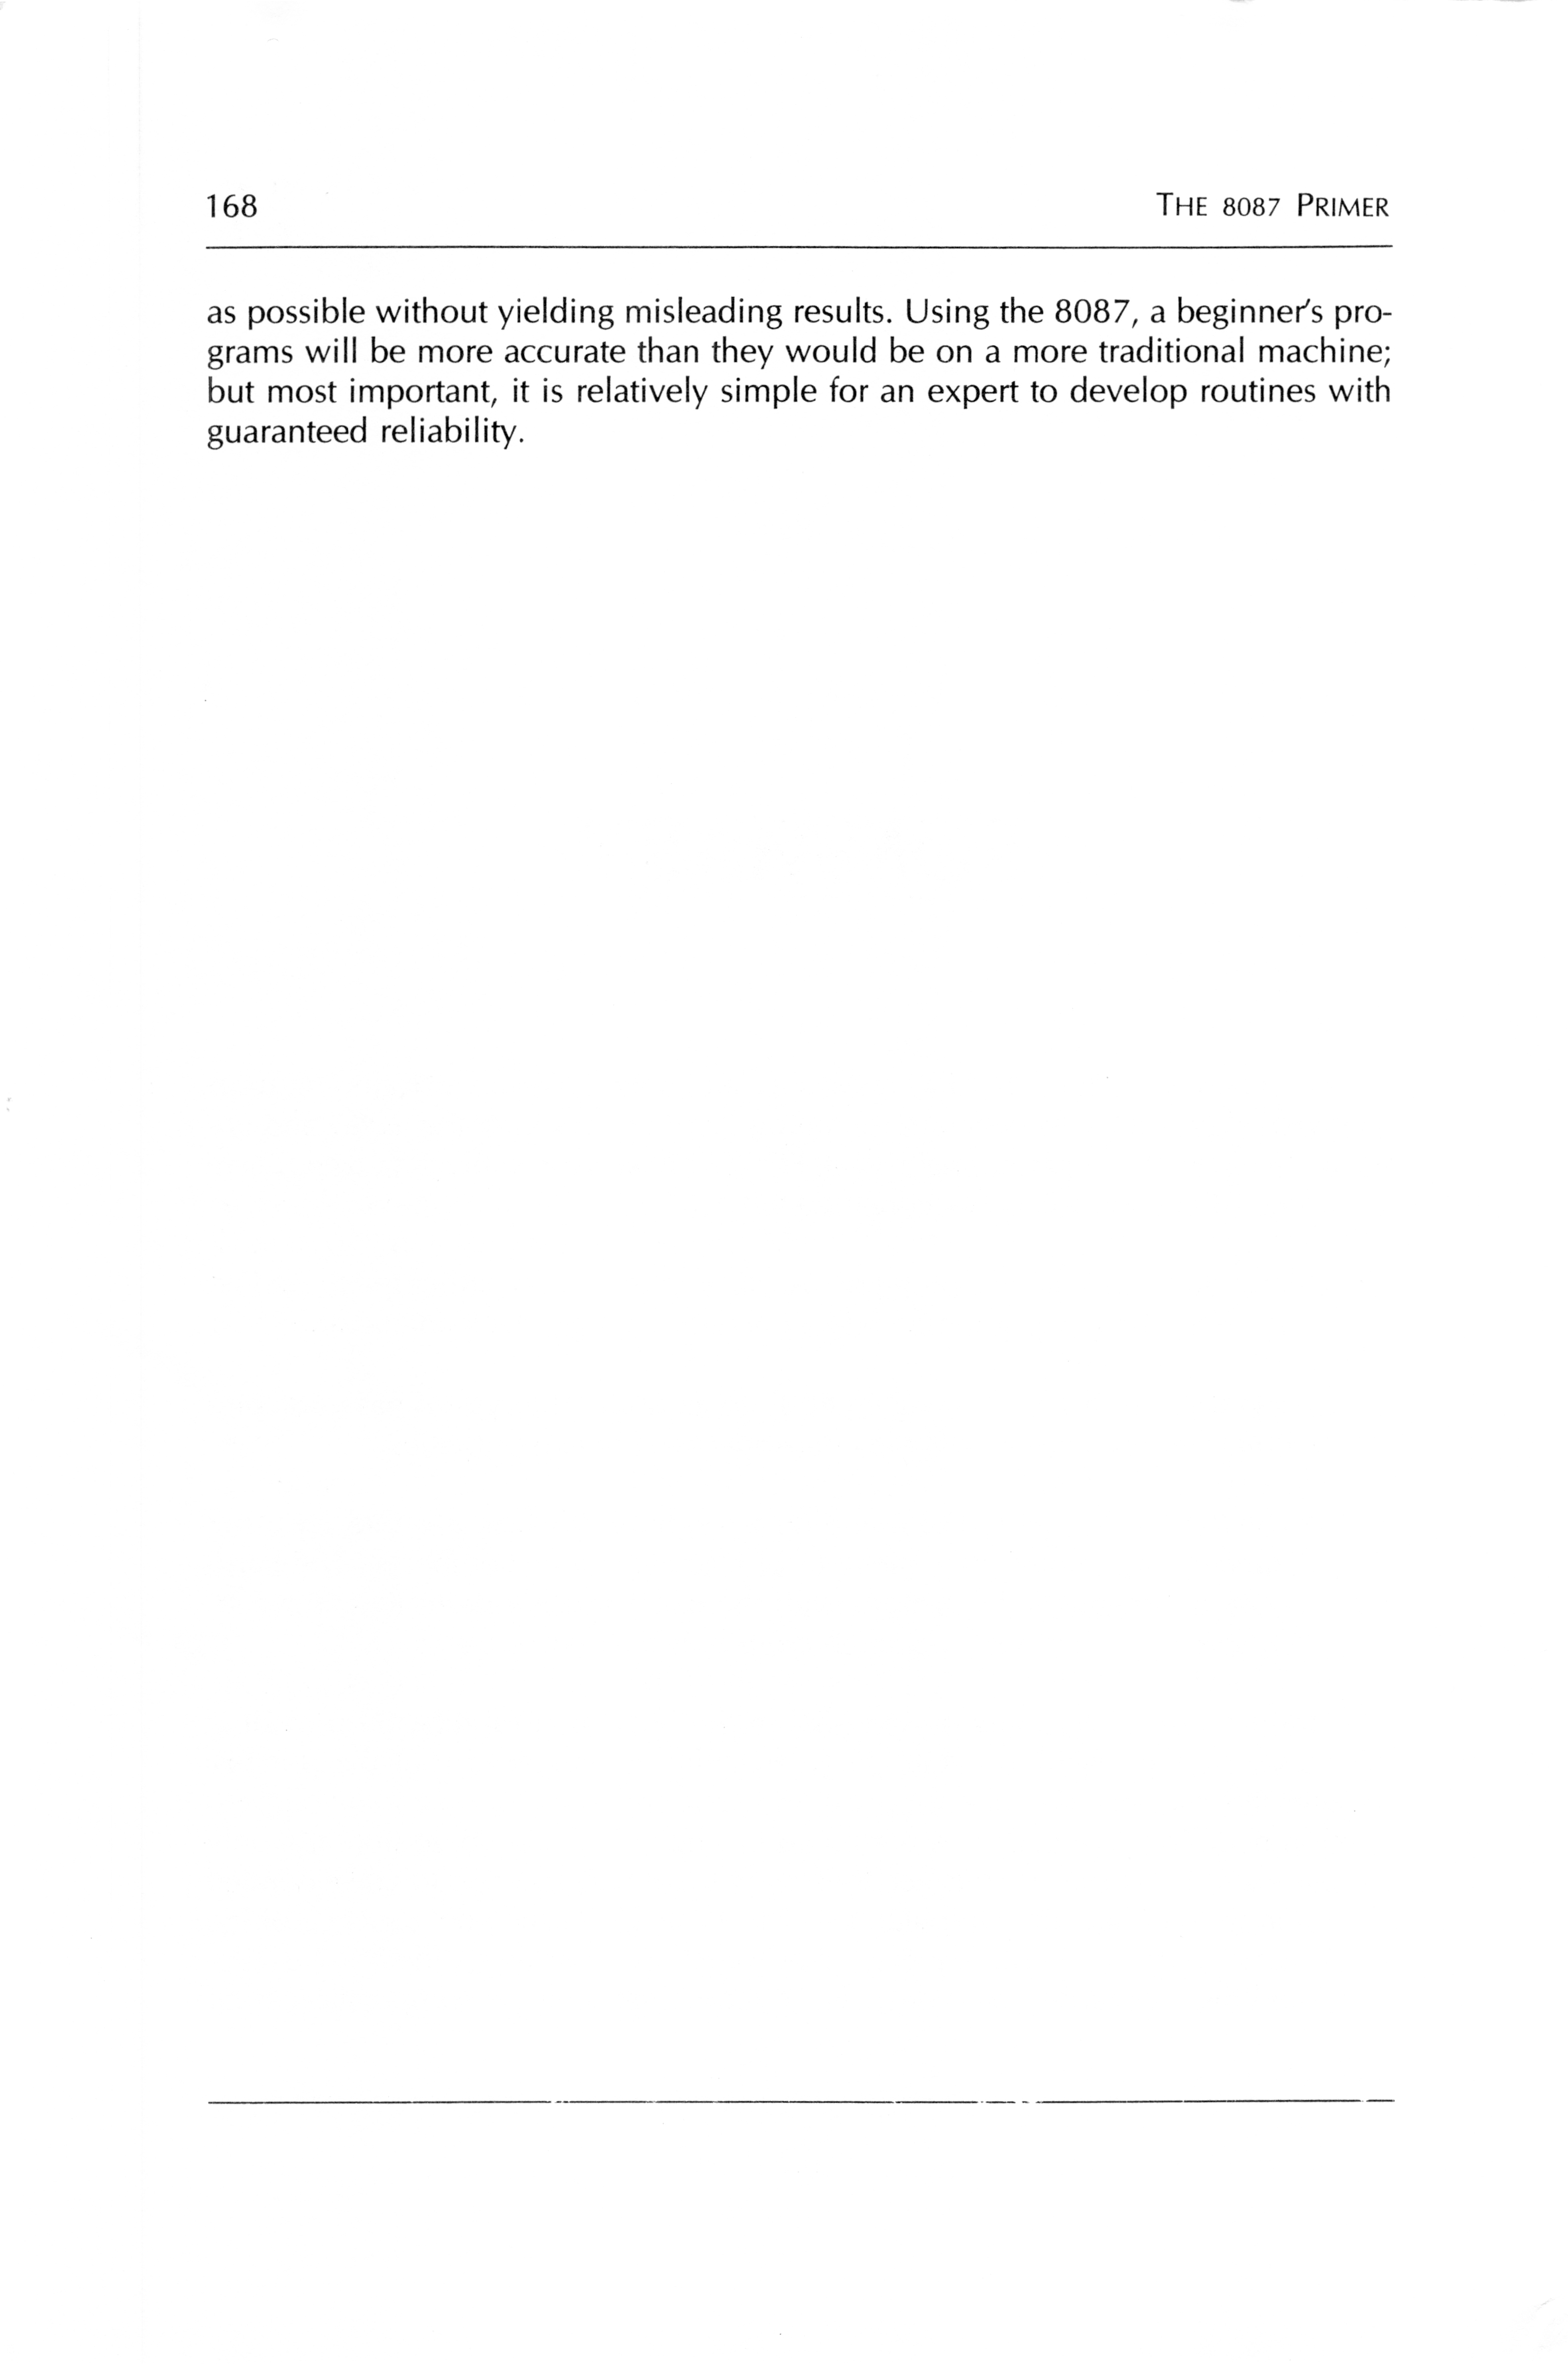 168 THE 8087 PRIMER
as possible without yielding misleading results. Using the 8087, a beginner's pro-
grams will be more accurate than they would be on a more traditional machine;
but most important, it is relatively simple for an expert to develop routines with
guaranteed reliability.